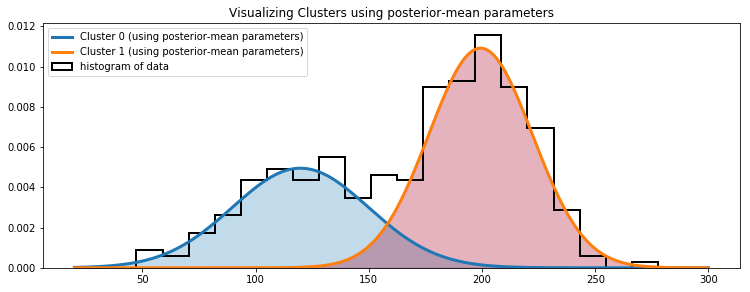 Visualizing Clusters using posterior-mean parameters
0.012
0.010
0.008
0.006
0.004
0.002
0.000
Cluster 0 (using posterior-mean parameters)
Cluster 1 (using posterior-mean parameters)
histogram of data
50 100 150 200 250 300